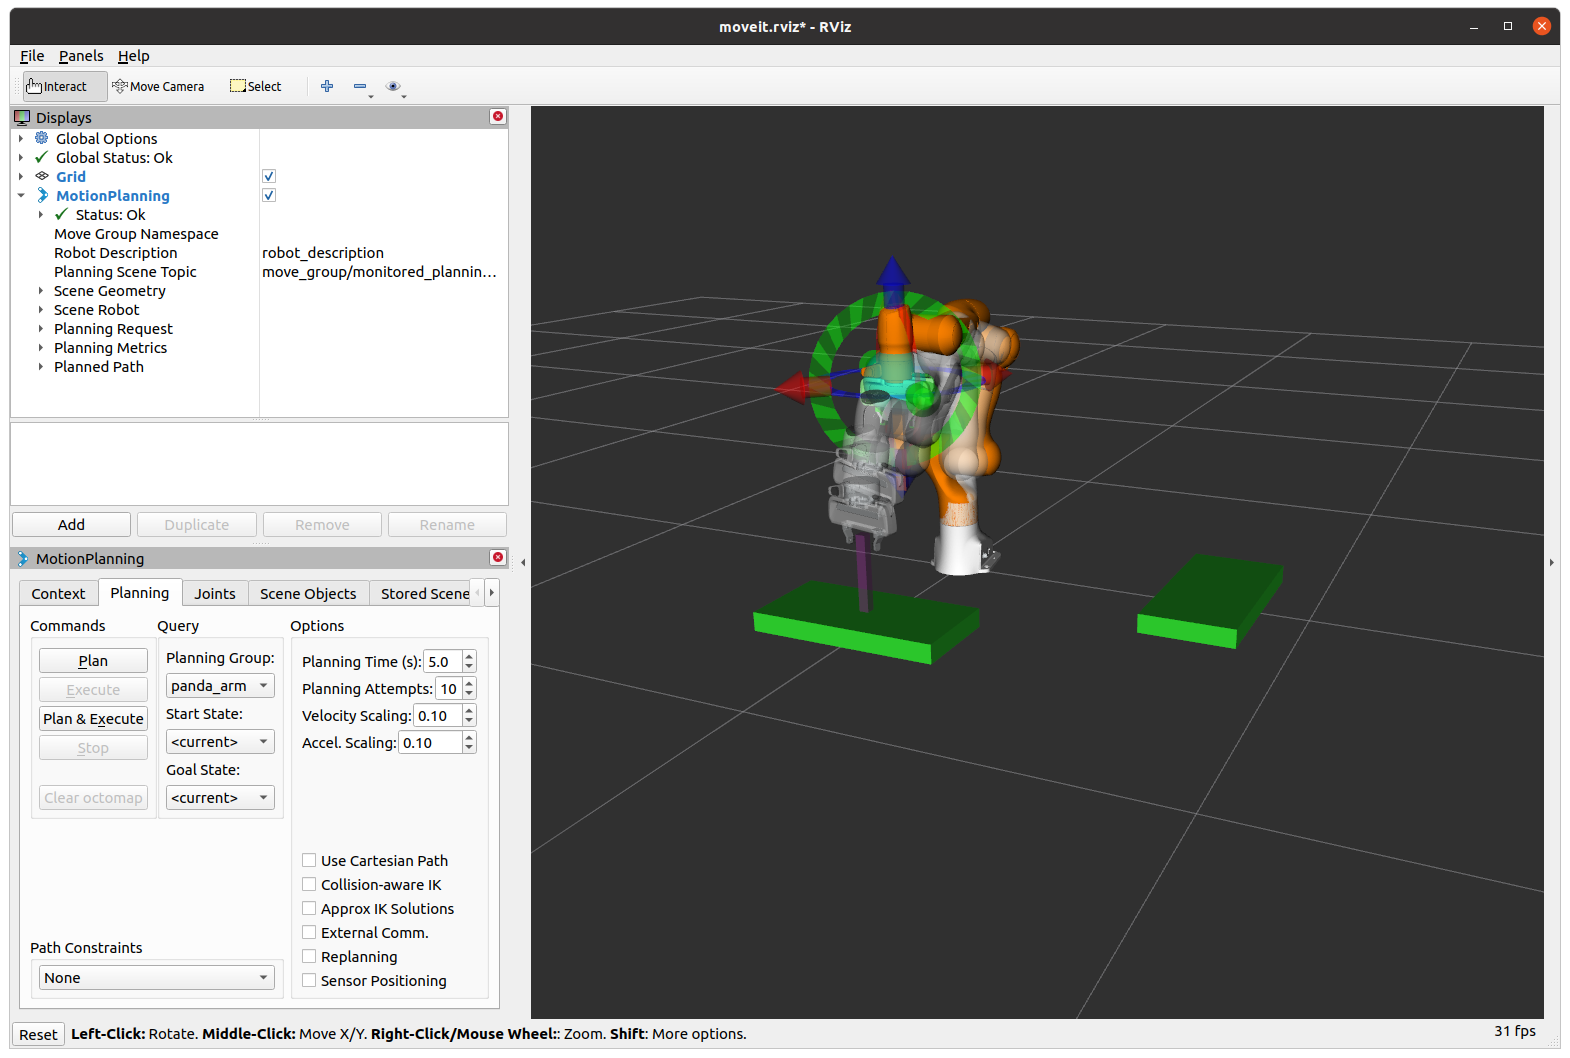 moveit.rviz* - RViz
File Panels Help
Interact Move Camera Select
Displays
Global Options
Global Status: Ok
Grid
MotionPlanning
Status: Ok
Move Group Namespace
Robot Description robot_description
Planning Scene Topic move_group/monitored_plannin...
Scene Geometry
Scene Robot
Planning Request
Planning Metrics
Planned Path
Add Duplicate Remove Rename
MotionPlanning
Context Planning Joints Scene Objects Stored Scene
Commands Query Options
Plan
Execute
Plan & Execute
Stop
Clear octomap
Planning Group:
panda_arm
Start State:
<current>
Goal State:
<current>
Planning Time (s): 5.0
Planning Attempts: 10
Velocity Scaling: 0.10
Accel. Scaling: 0.10
Use Cartesian Path
Collision-aware IK
Approx IK Solutions
External Comm.
Replanning
Sensor Positioning
Path Constraints
None
Reset Left-Click: Rotate. Middle-Click: Move X/Y. Right-Click/Mouse Wheel:: Zoom. Shift: More options. 31 fps